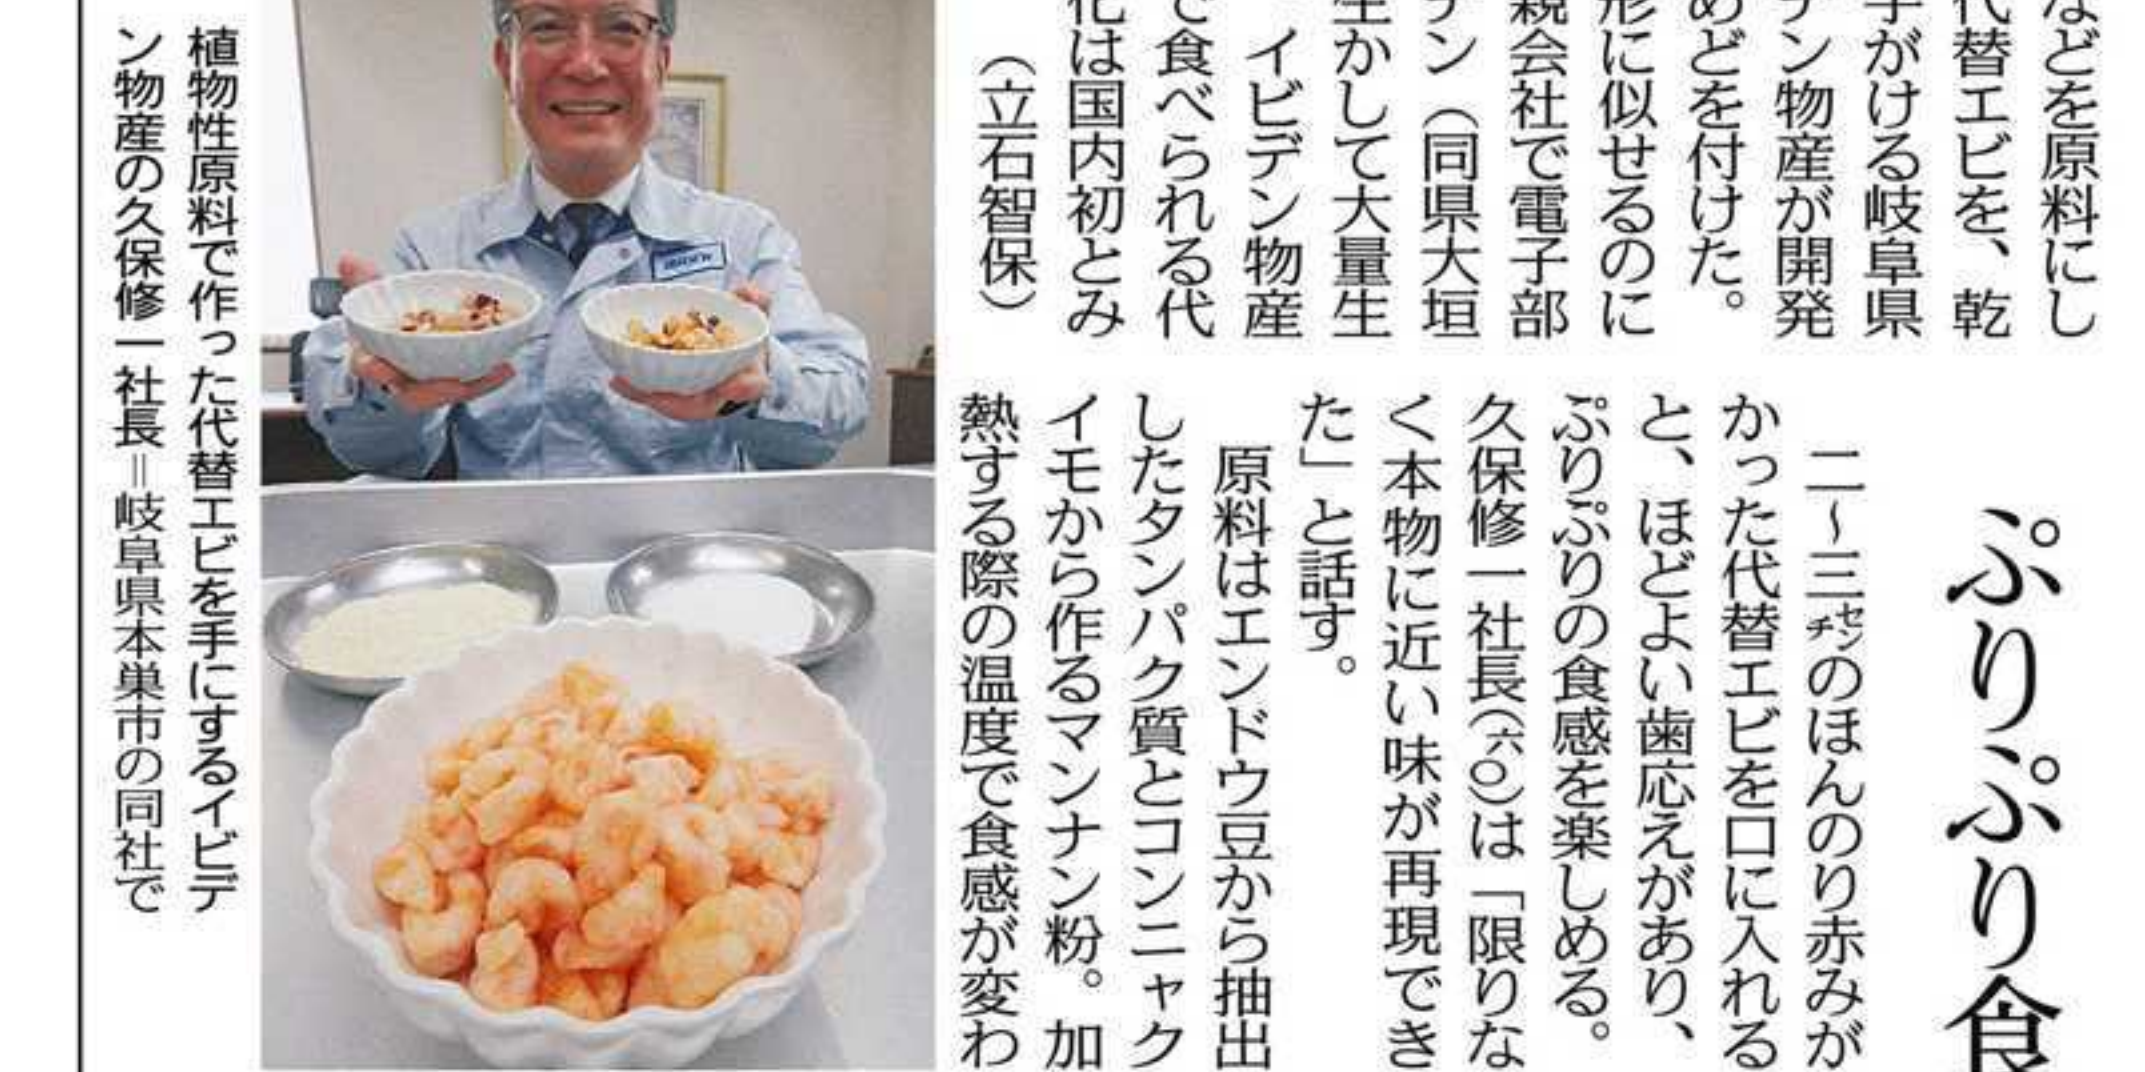 などを原料にし
代替エビを、乾
手がける岐阜県
デン物産が開発
めどを付けた。
形に似せるのに
親会社で電子部
デン（同県大垣
生かして大量生
イビデン物産
で食べられる代
化は国内初とみ
（立石智保）
ぷりぷり食
二～三㌢のほんのり赤みが
かった代替エビを口に入れる
と、ほどよい歯応えがあり、
ぷりぷりの食感を楽しめる。
久保修一社長（六〇）は「限りな
く本物に近い味が再現でき
た」と話す。
原料はエンドウ豆から抽出
したタンパク質とコンニャク
イモから作るマンナン粉。加
熱する際の温度で食感が変わ
植物性原料で作った代替エビを手にするイビデ
ン物産の久保修一社長＝岐阜県本巣市の同社で
IBIDEN